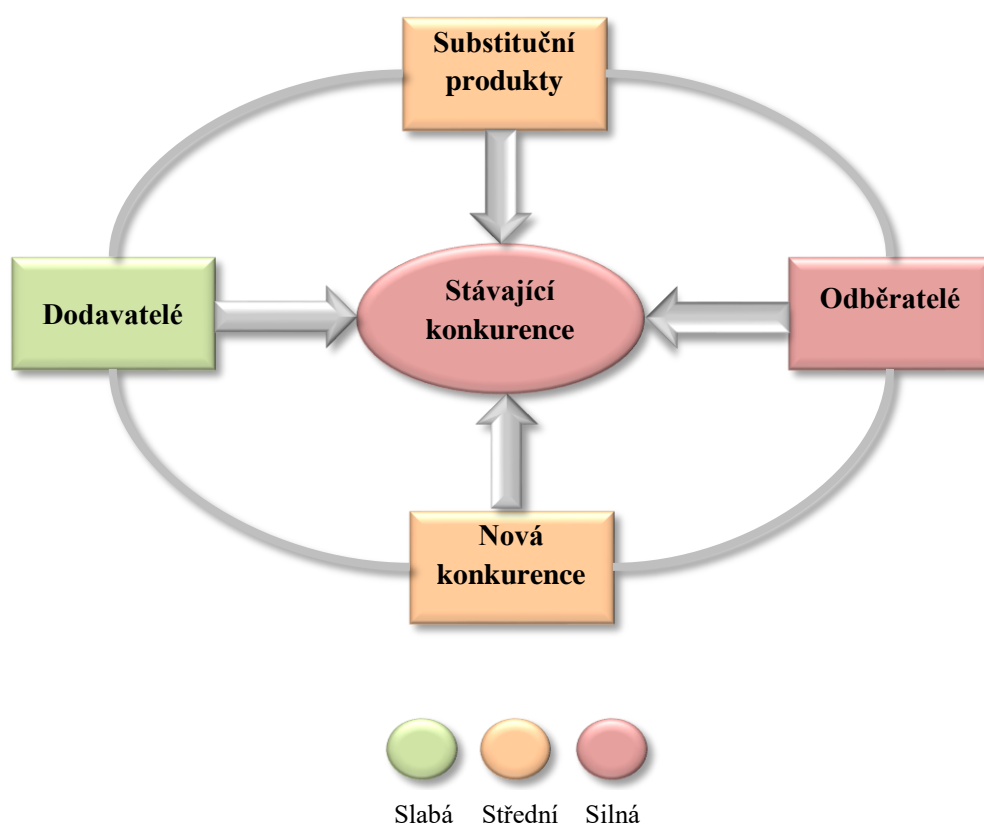 Substituční
produkty
Dodavatelé
Stávající
konkurence
Odběratelé
Nová
konkurence
Slabá Střední Silná